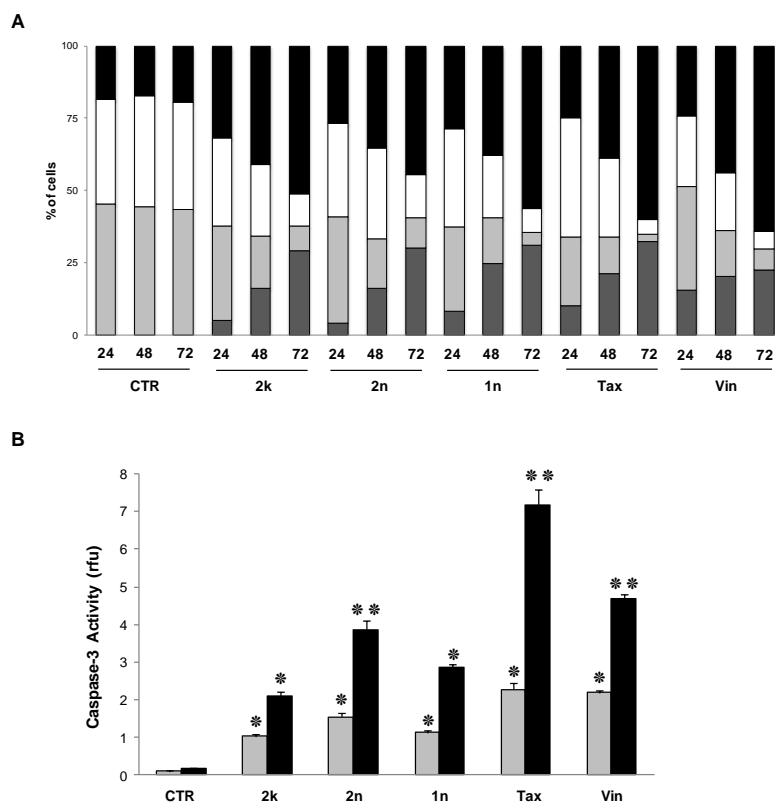 A
100
75
50
25
0
% of cells
24 48 72 24 48 72 24 48 72 24 48 72 24 48 72 24 48 72
CTR 2k 2n 1n Tax Vin
B
8
7
6
5
4
3
2
1
0
Caspase-3 Activity (rfu)
* * * ** * * * ** * **
CTR 2k 2n 1n Tax Vin